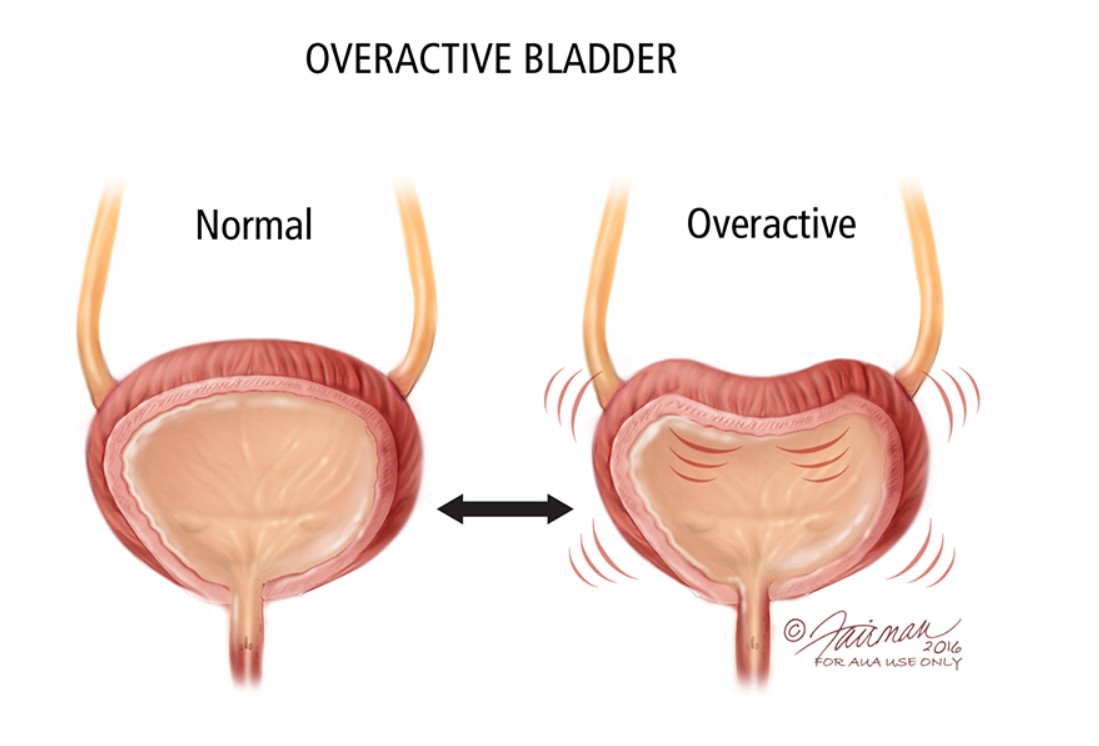 OVERACTIVE BLADDER
Normal
Overactive
© Fairman
2016
FOR AUA USE ONLY